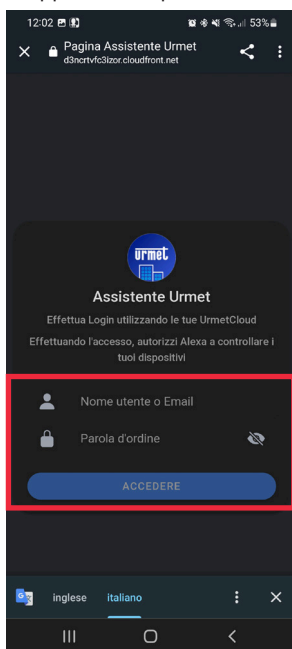 12:02
53%
Pagina Assistente Urmet
d3ncrtvfc3izor.cloudfront.net
urmet
Assistente Urmet
Effettua Login utilizzando le tue UrmetCloud
Effettuando l'accesso, autorizzi Alexa a controllare i
tuoi dispositivi
Nome utente o Email
Parola d'ordine
ACCEDERE
inglese italiano